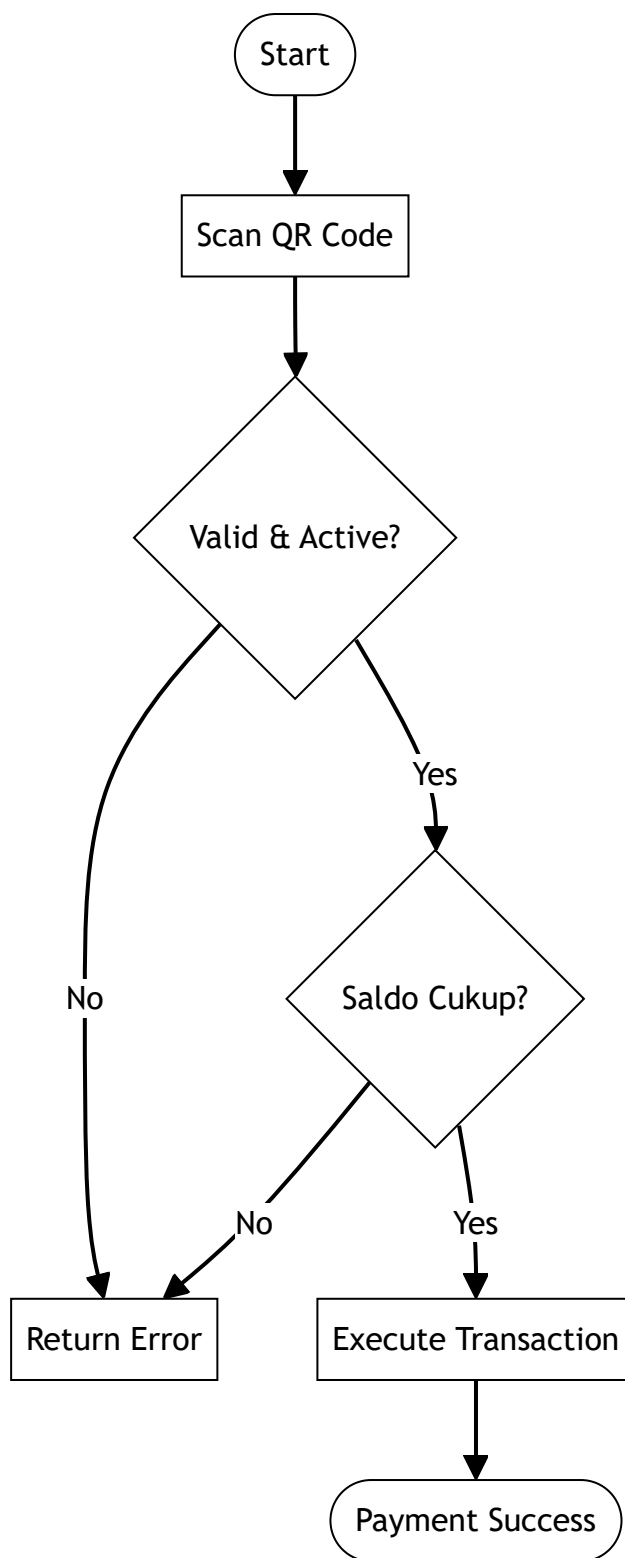 Start
Scan QR Code
Valid & Active?
Yes
No
Saldo Cukup?
No
Yes
Return Error
Execute Transaction
Payment Success